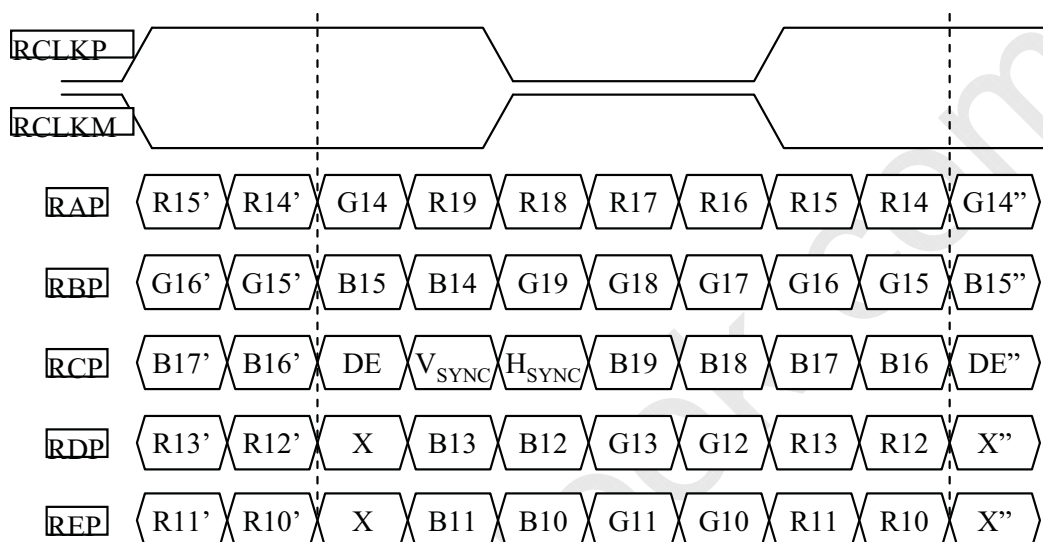 RCLKP
RCLKM
RAP R15’ R14’ G14 R19 R18 R17 R16 R15 R14 G14”
RBP G16’ G15’ B15 B14 G19 G18 G17 G16 G15 B15”
RCP B17’ B16’ DE VSYNC HSYNC B19 B18 B17 B16 DE”
RDP R13’ R12’ X B13 B12 G13 G12 R13 R12 X”
REP R11’ R10’ X B11 B10 G11 G10 R11 R10 X”